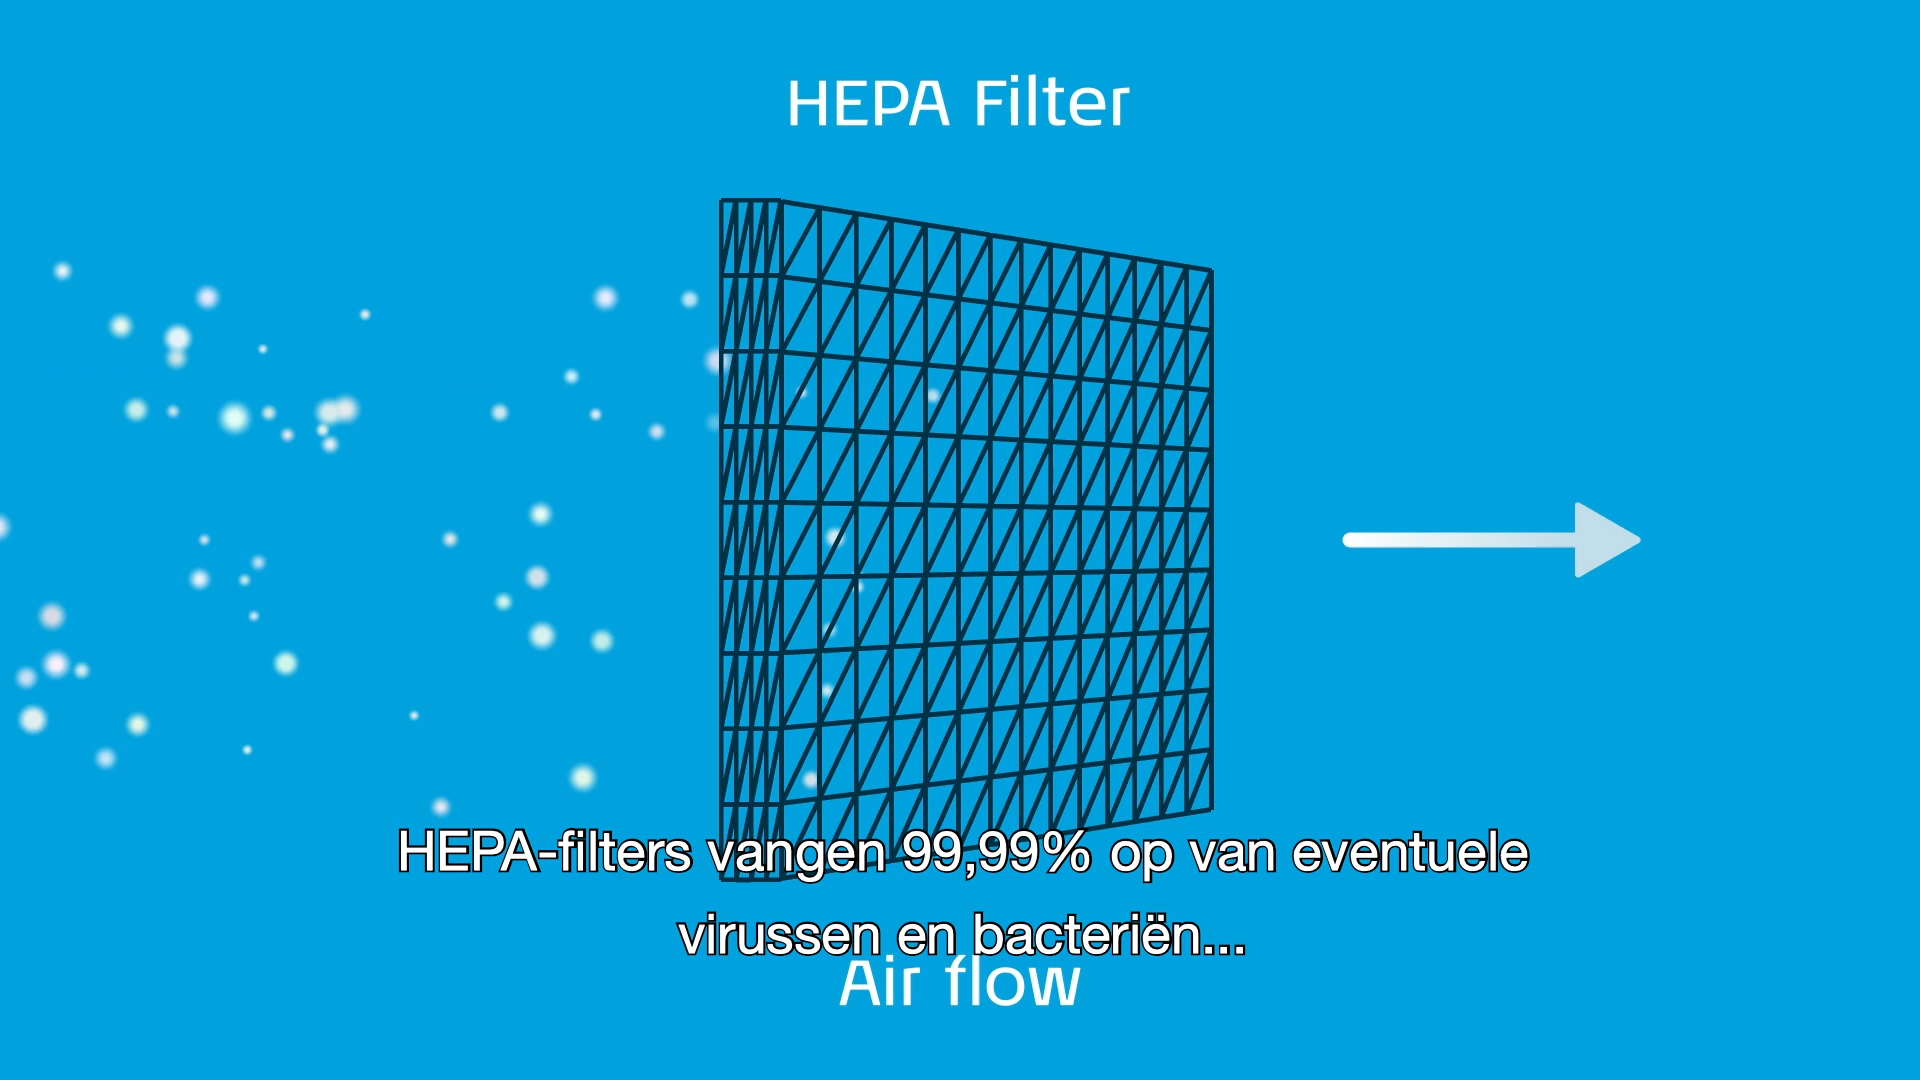 HEPA Filter
HEPA-filters vangen 99,99% op van eventuele
virussen en bacteriën...
Air flow